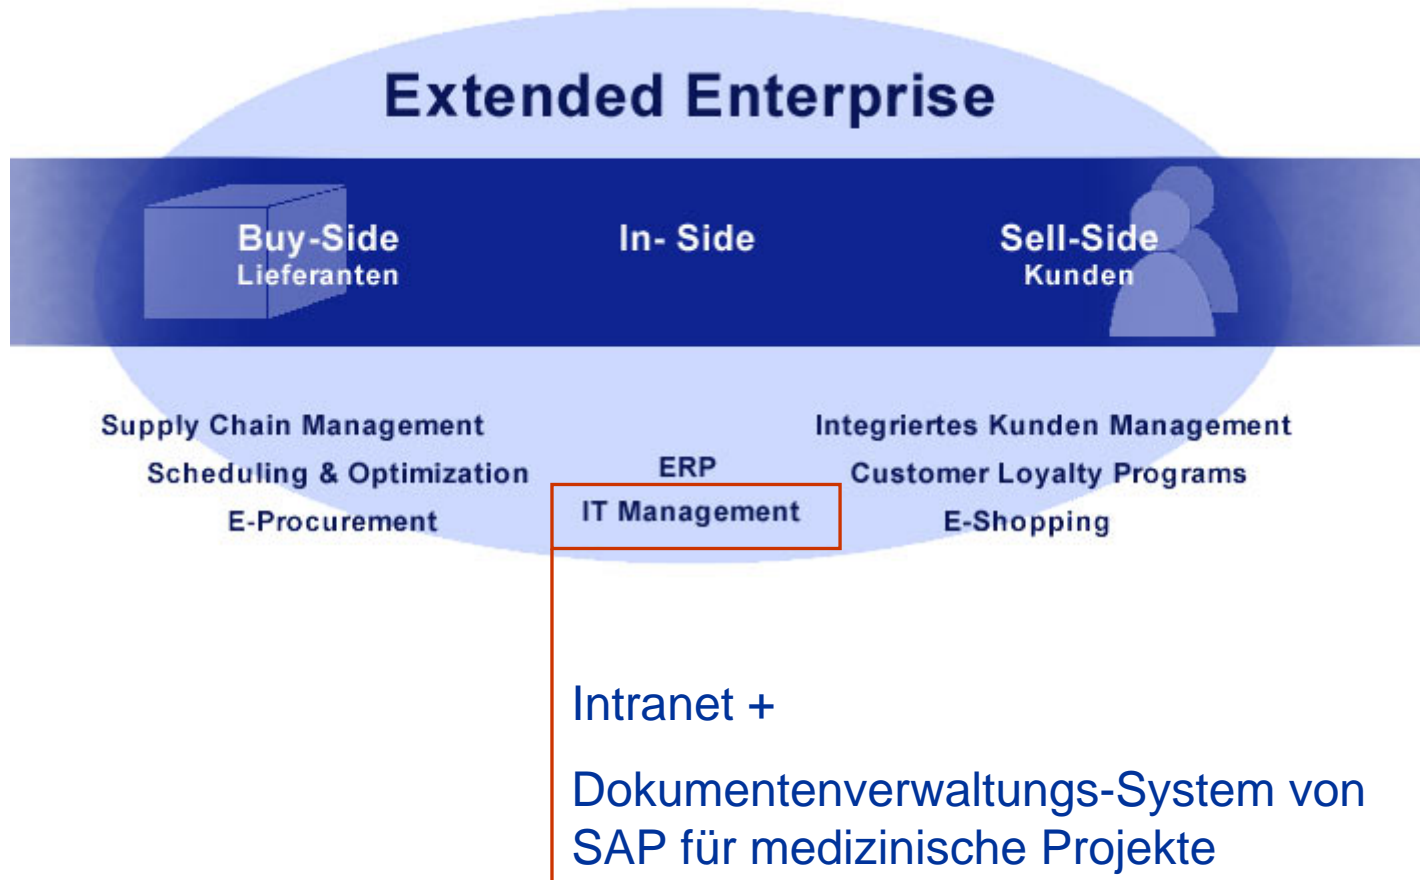 Extended Enterprise
Buy-Side
Lieferanten
In- Side
Sell-Side
Kunden
Supply Chain Management
Scheduling & Optimization
E-Procurement
ERP
IT Management
Integriertes Kunden Management
Customer Loyalty Programs
E-Shopping
Intranet +
Dokumentenverwaltungs-System von
SAP für medizinische Projekte